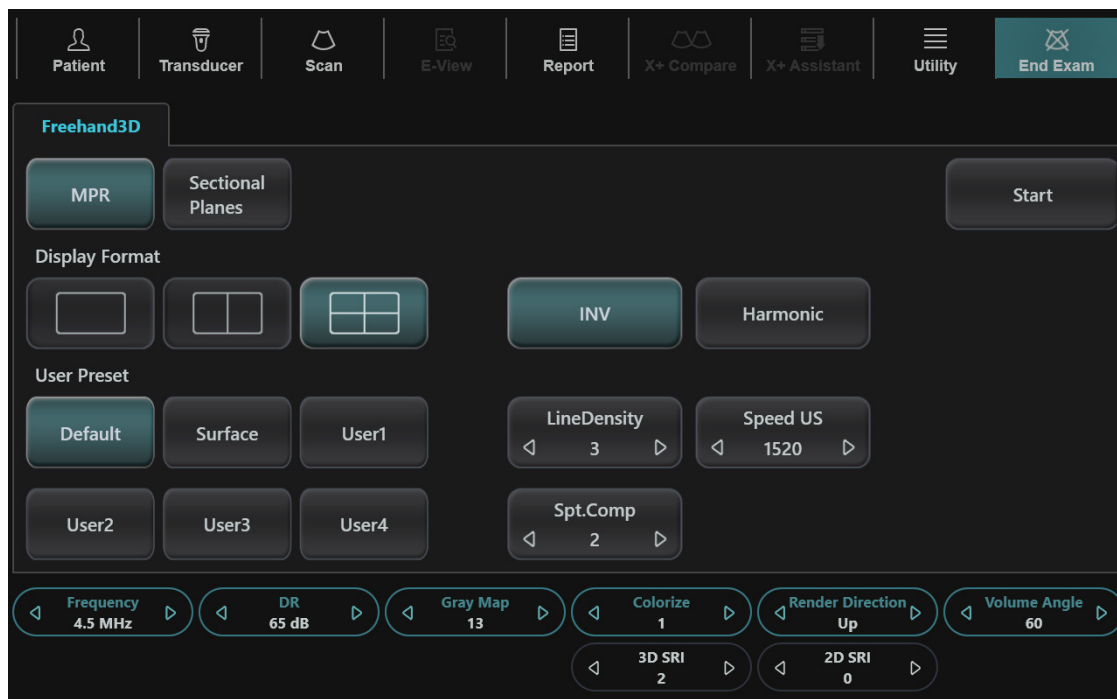 Patient
Transducer
Scan
E-View
Report
X+ Compare
X+ Assistant
Utility
End Exam
Freehand3D
MPR
Sectional
Planes
Start
Display Format
INV
Harmonic
User Preset
Default
Surface
User1
LineDensity
3
Speed US
1520
User2
User3
User4
Spt.Comp
2
Frequency
4.5 MHz
DR
65 dB
Gray Map
13
Colorize
1
Render Direction
Up
Volume Angle
60
3D SRI
2
2D SRI
0